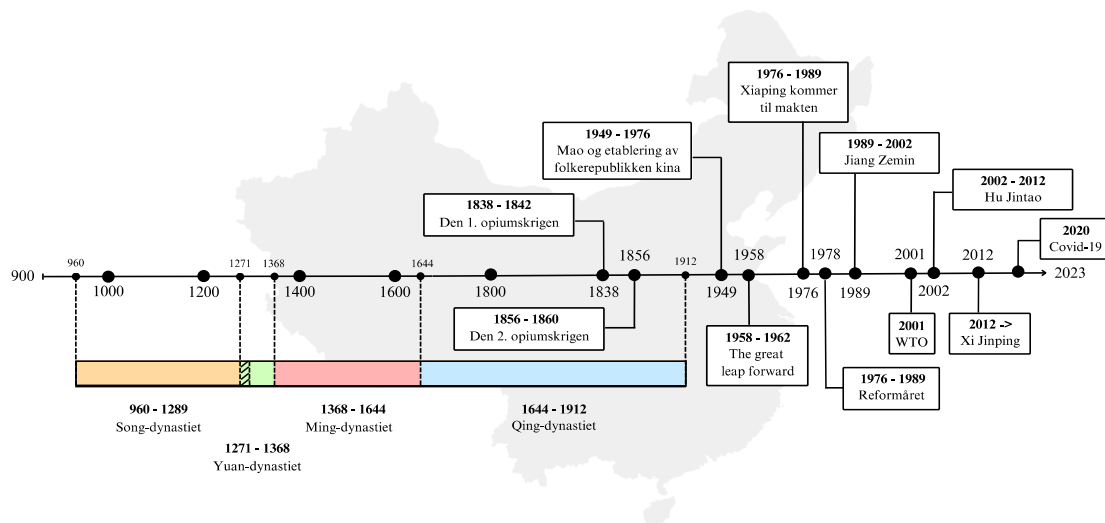 1976 - 1989
Xiaping kommer
til makten
1949 - 1976
Mao og etablering av
folkerepublikken kina
1989 - 2002
Jiang Zemin
2002 - 2012
Hu Jintao
1838 - 1842
Den 1. opiumskrigen
2020
Covid-19
960
1271
1368
1644
1856
1912
1958
1978
2001
2012
900
2023
1000
1200
1400
1600
1800
1838
1949
1976
1989
2002
1856 - 1860
Den 2. opiumskrigen
1958 - 1962
The great
leap forward
2001
WTO
2012 ->
Xi Jinping
1976 - 1989
Reformåret
960 - 1289
Song-dynastiet
1368 - 1644
Ming-dynastiet
1644 - 1912
Qing-dynastiet
1271 - 1368
Yuan-dynastiet